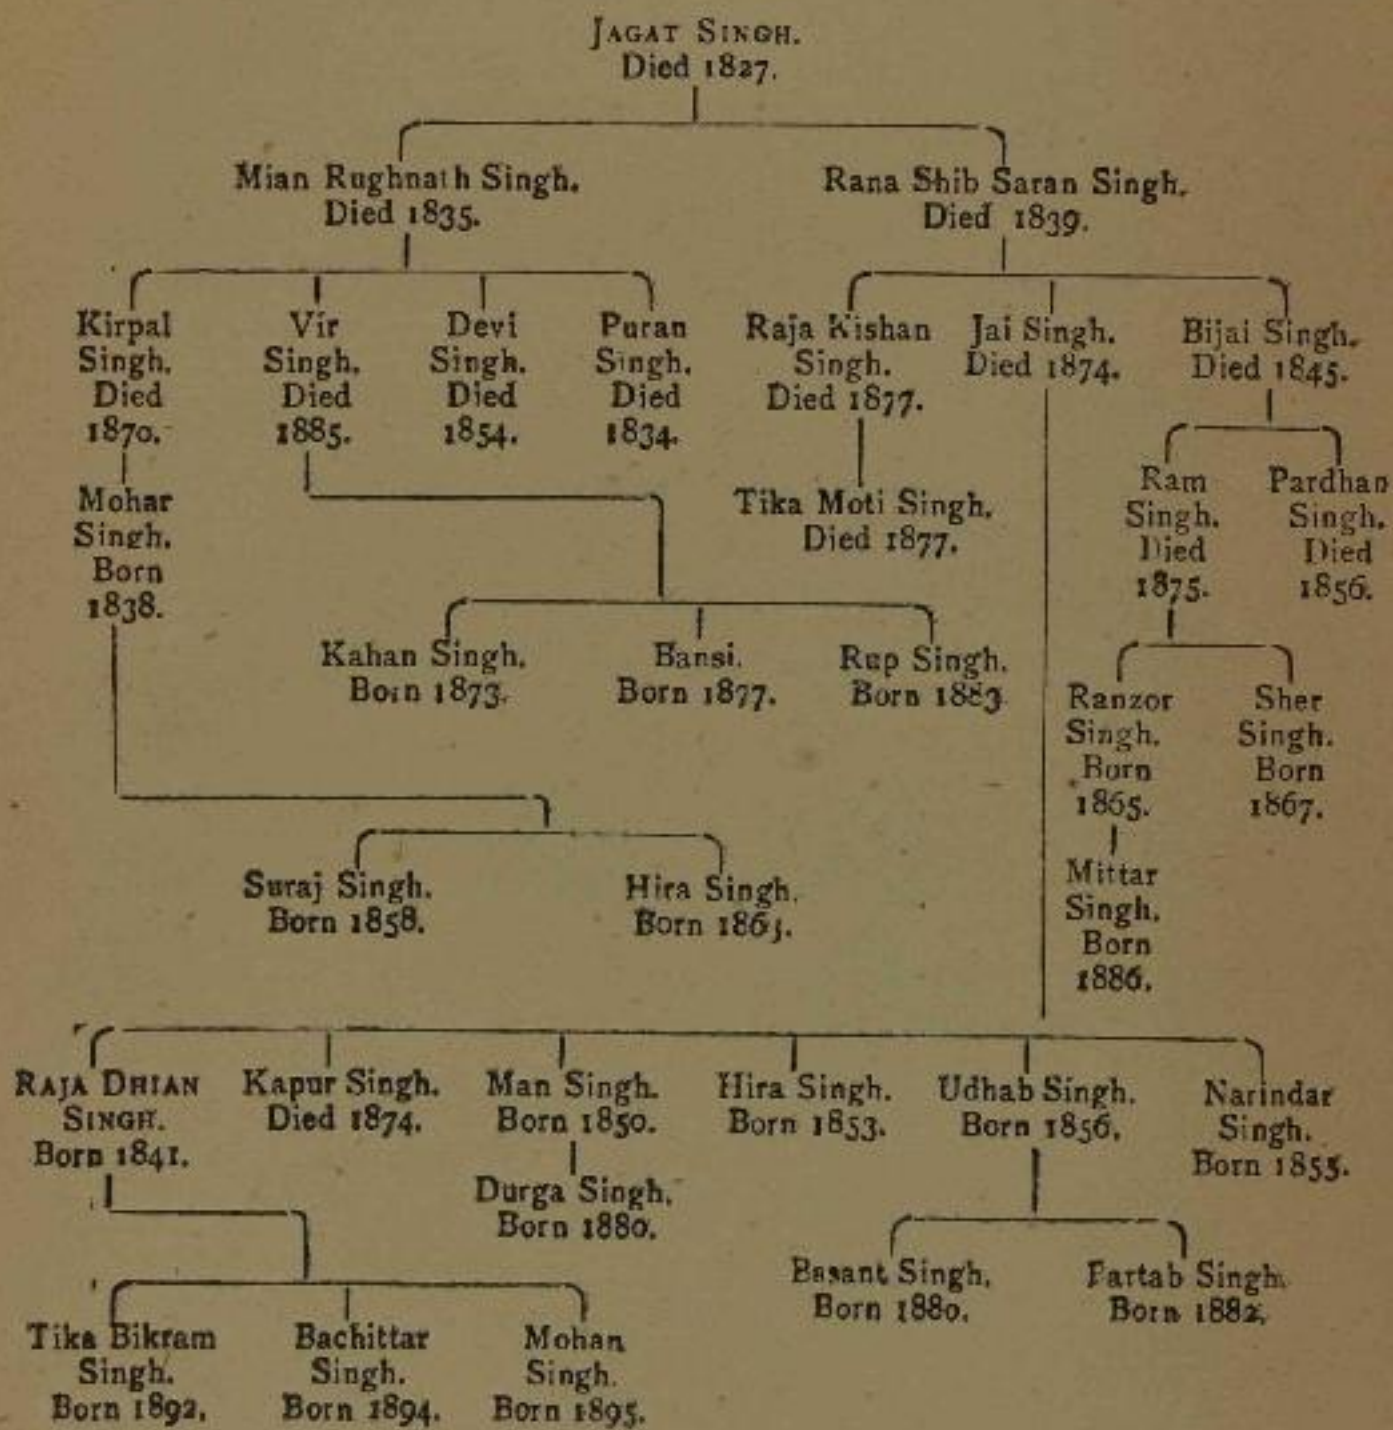 JAGAT SINGH.
Died 1827.
Mian Rughnath Singh.
Died 1835.
Rana Shib Saran Singh.
Died 1839.
Kirpal
Singh.
Died
1870.
Vir
Singh.
Died
1885.
Devi
Singh.
Died
1854.
Puran
Singh.
Died
1834.
Raja Kishan
Singh.
Died 1877.
Jai Singh.
Died 1874.
Bijai Singh.
Died 1845.
Mohar
Singh.
Born
1838.
Tika Moti Singh.
Died 1877.
Ram
Singh.
Died
1875.
Pardhan
Singh.
Died
1856.
Kahan Singh.
Born 1873.
Bansi.
Born 1877.
Rup Singh.
Born 1883
Ranzor
Singh.
Born
1865.
Sher
Singh.
Born
1867.
Suraj Singh.
Born 1858.
Hira Singh.
Born
Mittar
Singh.
Born
1886.
RAJA DHIAN
SINGH.
Born 1841.
Kapur Singh.
Died 1874.
Man Singh.
Born 1850.
Hira Singh.
Born 1853.
Udhab Singh.
Born 1856.
Narindar
Singh.
Born 1855.
Durga Singh.
Born 1880.
Basant Singh.
Born 1880.
Partab Singh.
Born 1882.
Tika Bikram
Singh.
Born 1892.
Bachittar
Singh.
Born 1894.
Mohan
Singh.
Born 1895.